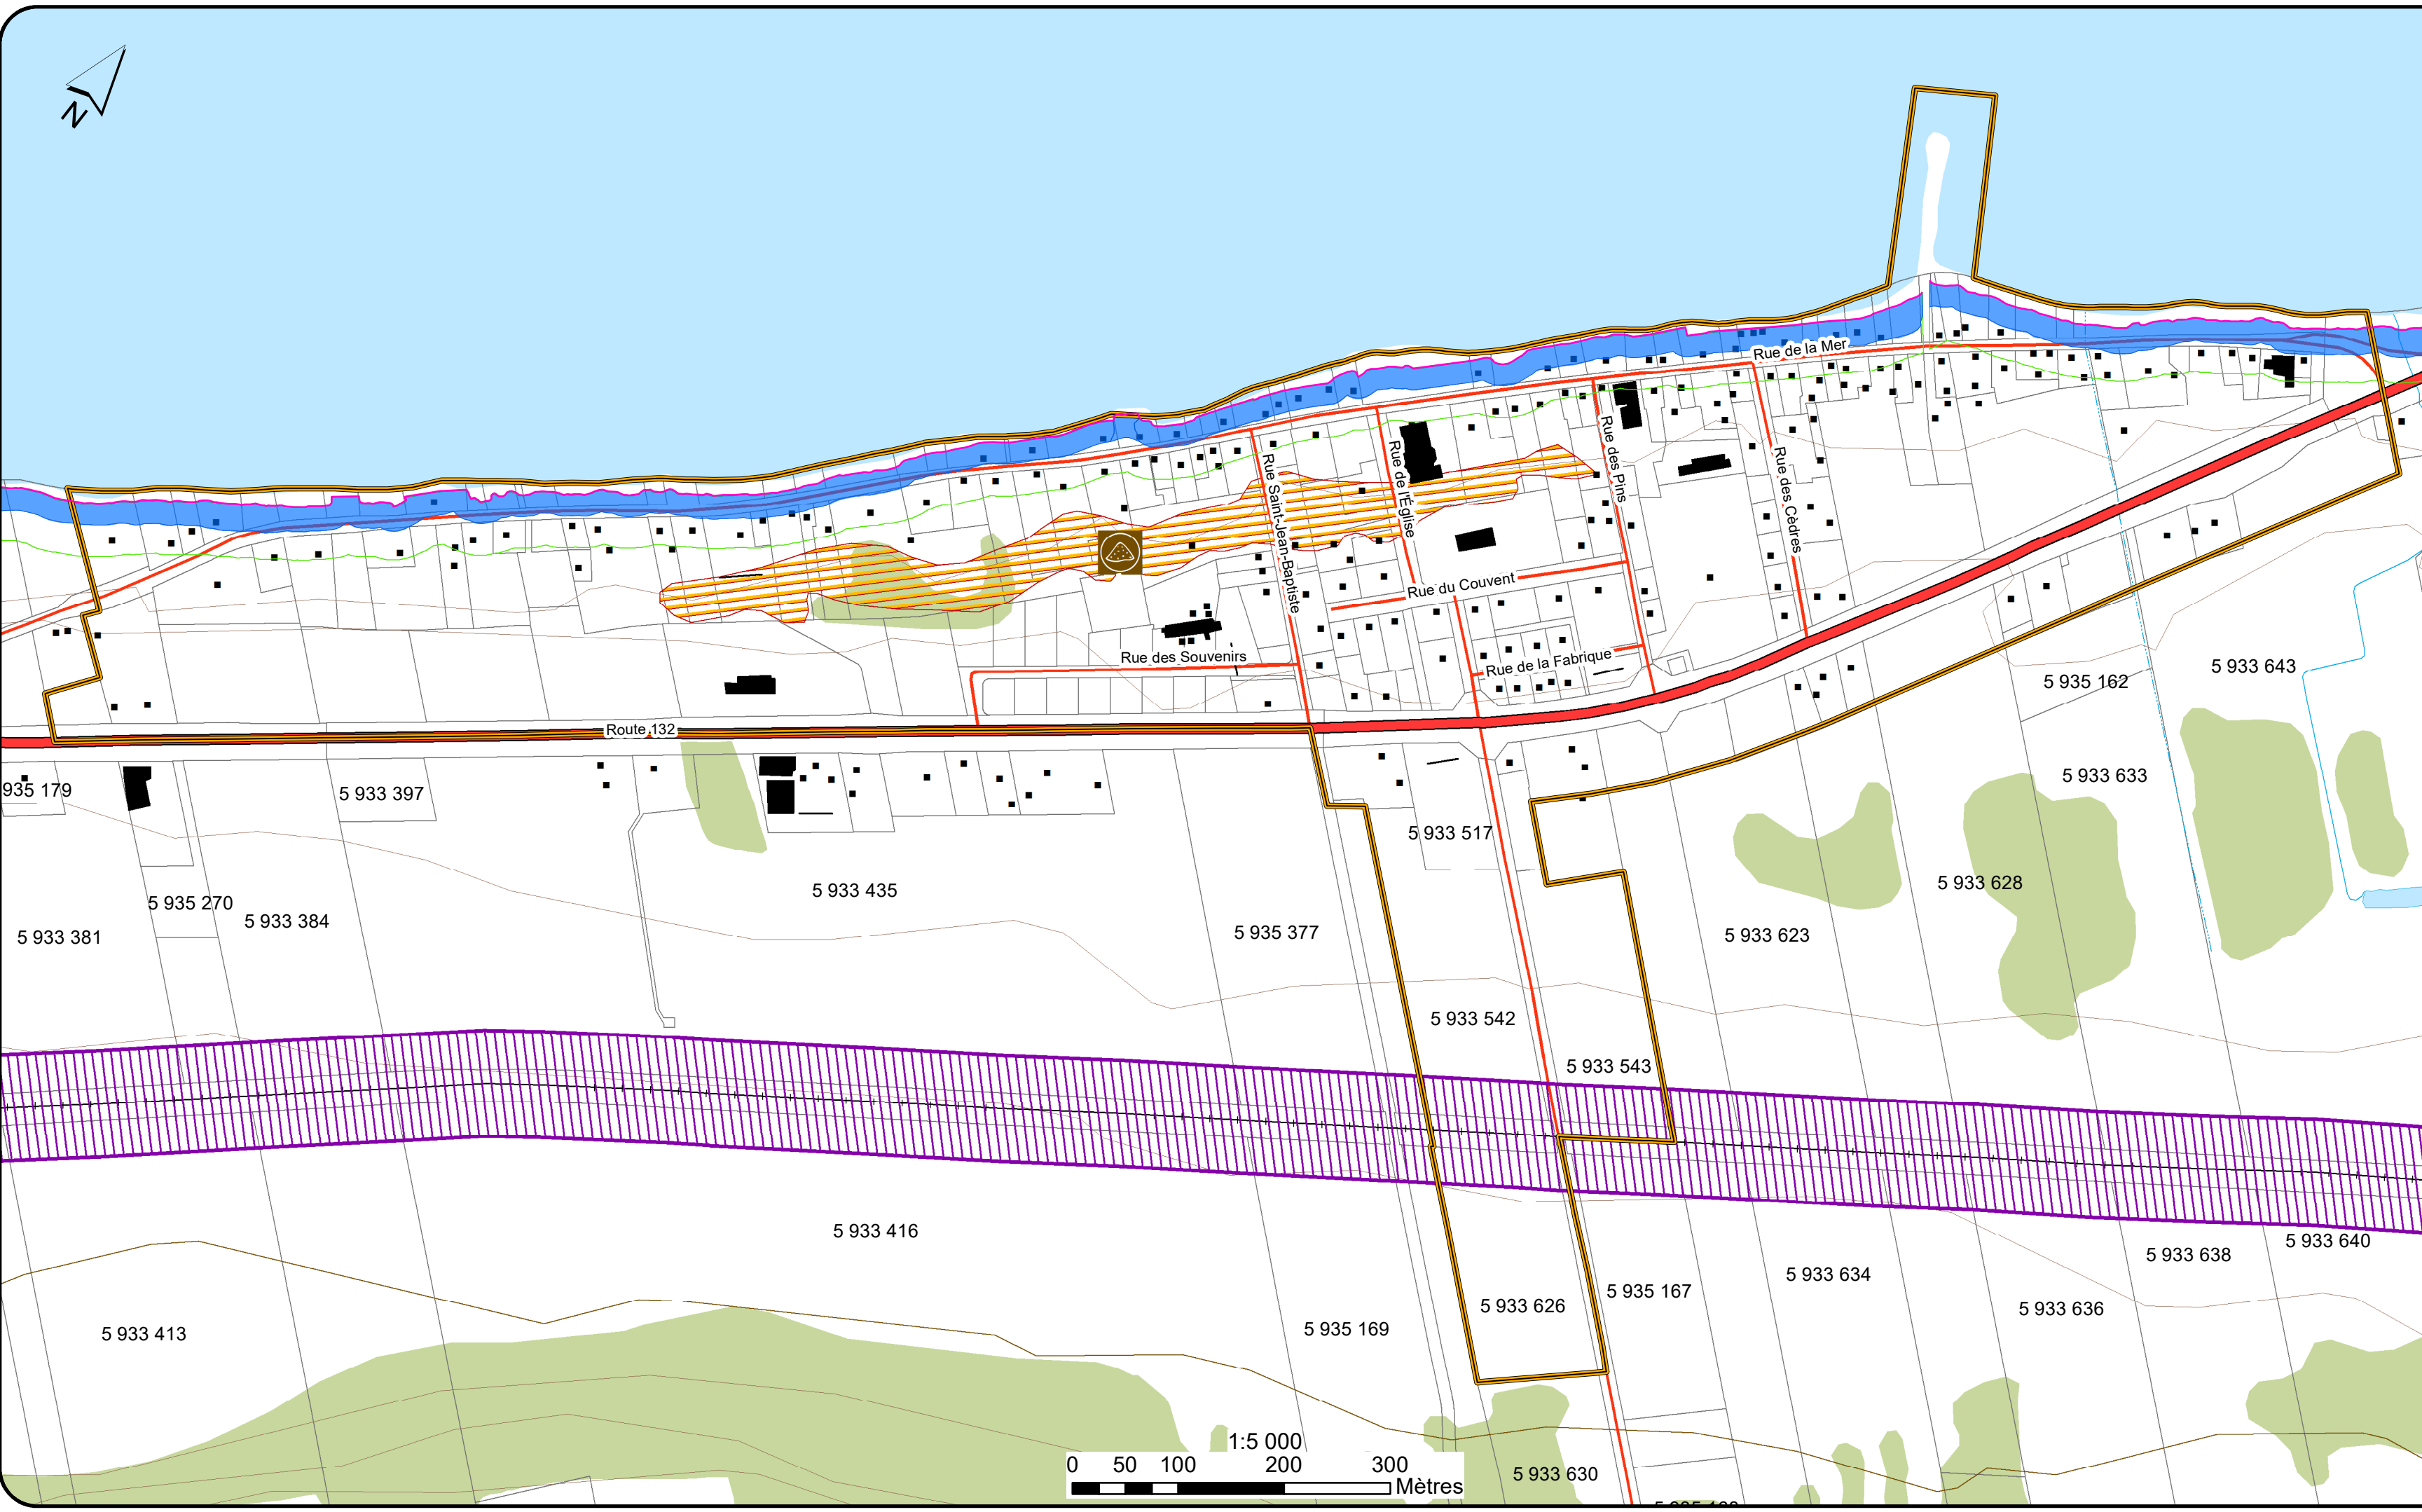 N
Rue de la Mer
Rue Saint-Jean-Baptiste
Rue de l'Église
Rue des Pins
Rue des Cèdres
Rue du Couvent
Rue des Souvenirs
Rue de la Fabrique
5 933 643
5 935 162
Route 132
5 933 633
935 179
5 933 397
5 933 517
5 933 435
5 933 628
5 935 270
5 933 384
5 933 381
5 935 377
5 933 623
5 933 542
5 933 543
5 933 416
5 933 640
5 933 638
5 933 634
5 935 167
5 933 626
5 933 636
5 935 169
5 933 413
1:5 000
0 50 100 200 300
Mètres
5 933 630